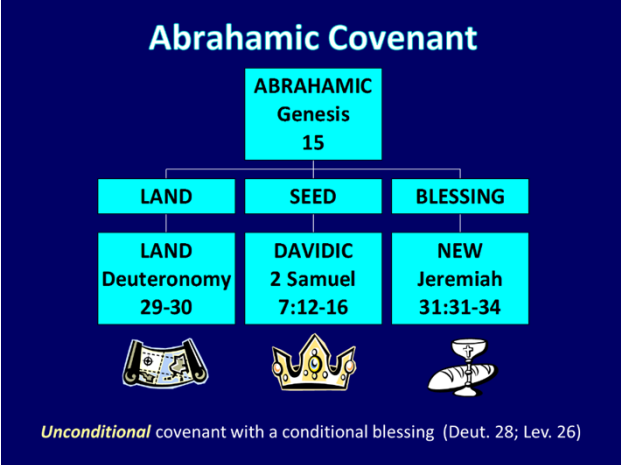 Abrahamic Covenant
ABRAHAMIC
Genesis
15
LAND
SEED
BLESSING
LAND
Deuteronomy
29-30
DAVIDIC
2 Samuel
7:12-16
NEW
Jeremiah
31:31-34
Unconditional covenant with a conditional blessing (Deut. 28; Lev. 26)